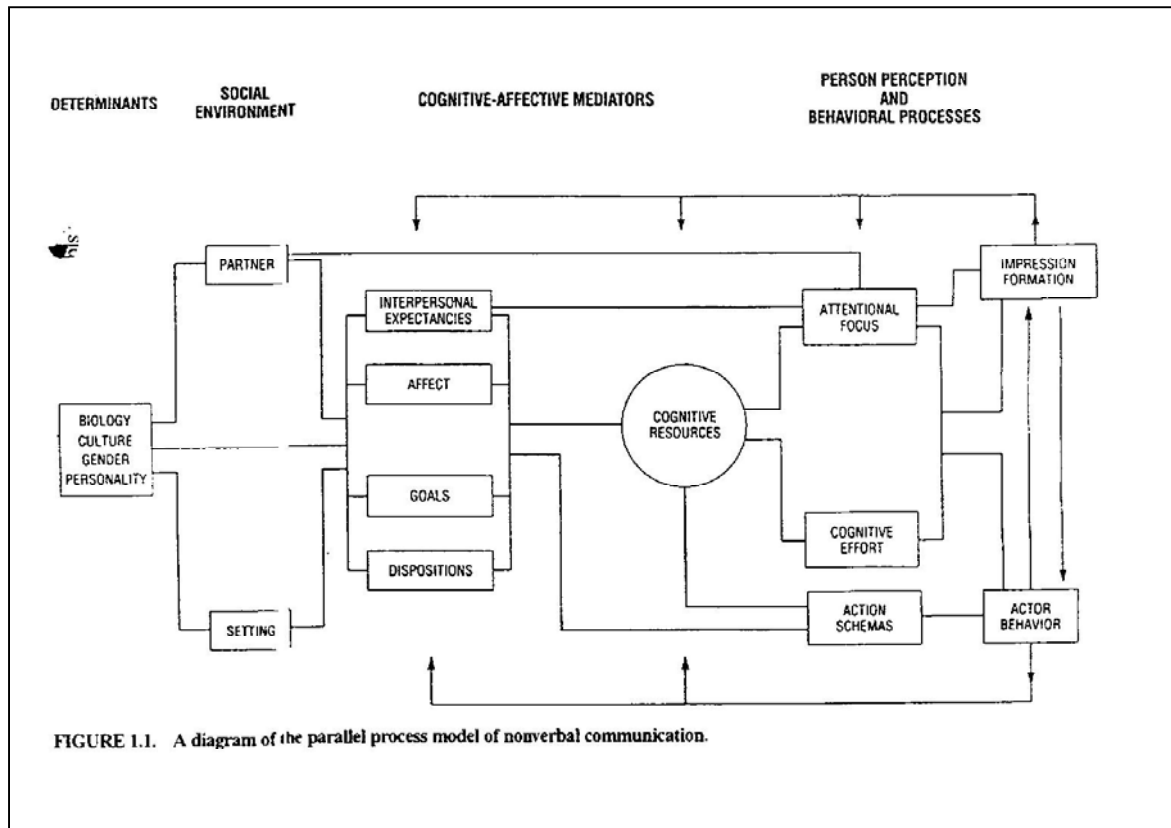 DETERMINANTS
SOCIAL
ENVIRONMENT
COGNITIVE-AFFECTIVE MEDIATORS
PERSON PERCEPTION
AND
BEHAVIORAL PROCESSES
PARTNER
IMPRESSION
FORMATION
INTERPERSONAL
EXPECTANCIES
ATTENTIONAL
FOCUS
AFFECT
BIOLOGY
CULTURE
GENDER
PERSONALITY
COGNITIVE
RESOURCES
GOALS
COGNITIVE
EFFORT
DISPOSITIONS
SETTING
ACTION
SCHEMAS
ACTOR
BEHAVIOR
FIGURE 1.1. A diagram of the parallel process model of nonverbal communication.